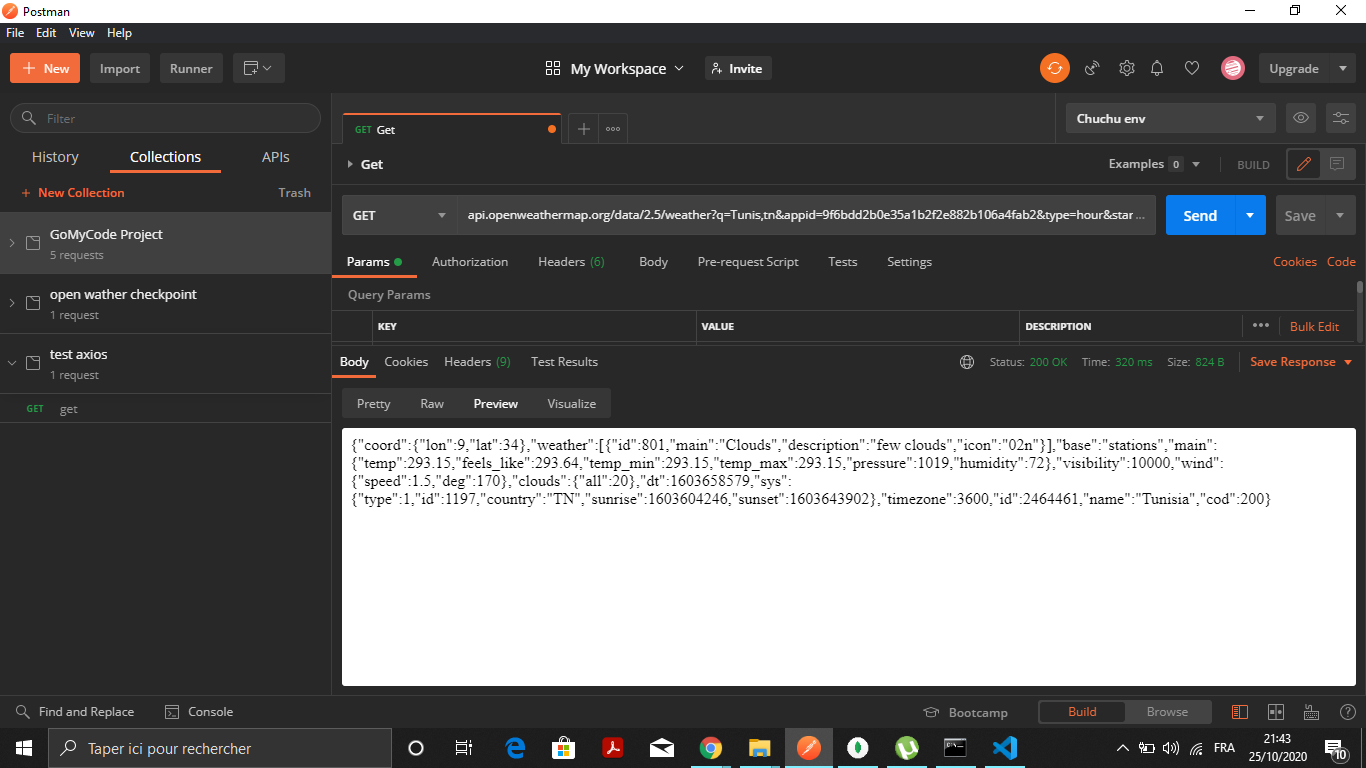 Postman
File Edit View Help
+ New Import Runner My Workspace Invite Upgrade
Filter
GET Get Chuchu env
History Collections APIs
Get Examples 0 BUILD
+ New Collection Trash
GET api.openweathermap.org/data/2.5/weather?q=Tunis,tn&appid=9f6bdd2b0e35a1b2f2e882b106a4fab2&type=hour&star ... Send Save
GoMyCode Project
5 requests
Params Authorization Headers (6) Body Pre-request Script Tests Settings Cookies Code
open wather checkpoint
1 request
Query Params
KEY VALUE DESCRIPTION ••• Bulk Edit
test axios
1 request
Body Cookies Headers (9) Test Results Status: 200 OK Time: 320 ms Size: 824 B Save Response
GET get
Pretty Raw Preview Visualize
{"coord":{"lon":9,"lat":34},"weather":[{"id":801,"main":"Clouds","description":"few clouds","icon":"02n"}],"base":"stations","main":
{"temp":293.15,"feels_like":293.64,"temp_min":293.15,"temp_max":293.15,"pressure":1019,"humidity":72},"visibility":10000,"wind":
{"speed":1.5,"deg":170},"clouds":{"all":20},"dt":1603658579,"sys":
{"type":1,"id":1197,"country":"TN","sunrise":1603604246,"sunset":1603643902},"timezone":3600,"id":2464461,"name":"Tunisia","cod":200}
Find and Replace Console Bootcamp Build Browse
Taper ici pour rechercher FRA 21:43
25/10/2020 10